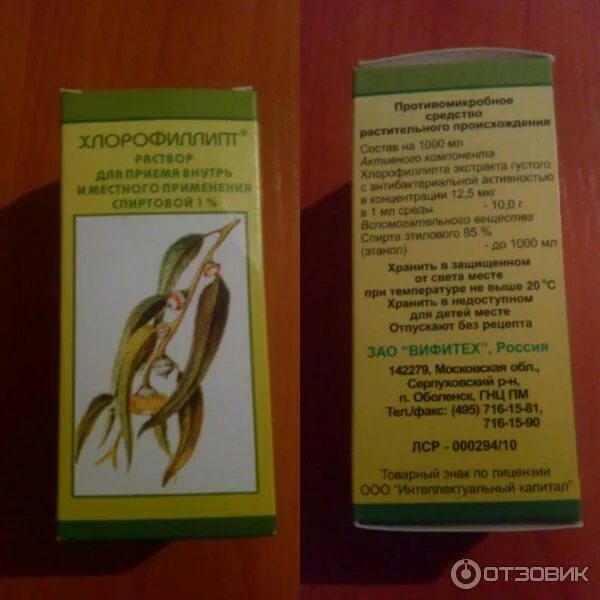 ХЛОРОФИЛЛИПТ®
РАСТВОР
ДЛЯ ПРИЕМА ВНУТРЬ
И МЕСТНОГО ПРИМЕНЕНИЯ
СПИРТОВОЙ 1 %
Противомикробное
средство
растительного происхождения
Состав на 1000 мл
Активного компонента
Хлорофиллипта экстракта густого
с антибактериальной активностью
в концентрации 12,5 мкг
в 1 мл среды - 10,0 г
Вспомогательного вещества
Спирта этилового 95 %
(этанол) - до 1000 мл
Хранить в защищенном
от света месте
при температуре не выше 20 °С
Хранить в недоступном
для детей месте
Отпускают без рецепта
ЗАО "ВИФИТЕХ", Россия
142279, Московская обл.,
Серпуховский р-н,
п. Оболенск, ГНЦ ПМ
Тел./факс: (495) 716-15-81,
716-15-90
ЛСР - 000294/10
Товарный знак по лицензии
ООО "Интеллектуальный капитал"
ОТЗОВИК